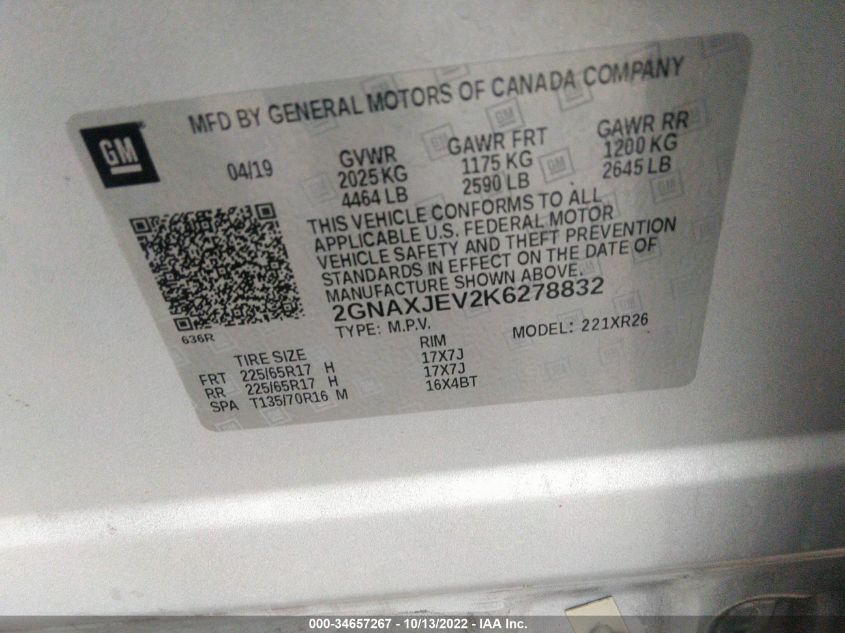 MFD BY GENERAL MOTORS OF CANADA COMPANY
GM
04/19
GVWR
2025 KG
4464 LB
GAWR FRT
1175 KG
2590 LB
GAWR RR
1200 KG
2645 LB
THIS VEHICLE CONFORMS TO ALL
APPLICABLE U.S. FEDERAL MOTOR
VEHICLE SAFETY AND THEFT PREVENTION
STANDARDS IN EFFECT ON THE DATE OF
MANUFACTURE SHOWN ABOVE.
2GNAXJEV2K6278832
TYPE: M.P.V. MODEL: 221XR26
636R
TIRE SIZE RIM
FRT 225/65R17 H 17X7J
RR 225/65R17 H 17X7J
SPA T135/70R16 M 16X4BT
000-34657267 - 10/13/2022 - IAA Inc.